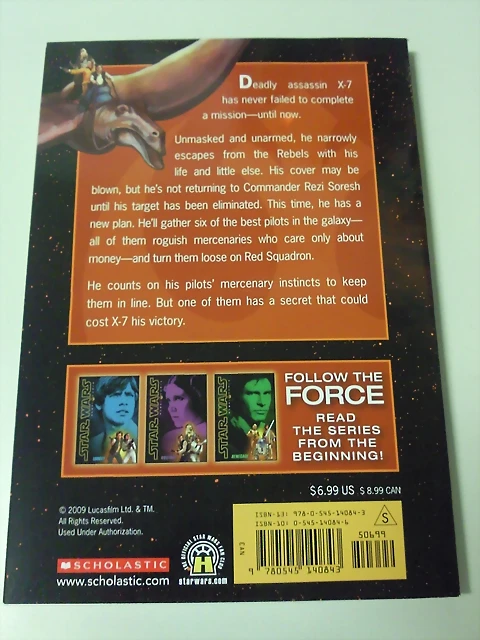 Deadly assassin X-7
has never failed to complete
a mission—until now.
Unmasked and unarmed, he narrowly
escapes from the Rebels with his
life and little else. His cover may be
blown, but he's not returning to Commander Rezi Soresh
until his target has been eliminated. This time, he has a
new plan. He'll gather six of the best pilots in the galaxy—
all of them roguish mercenaries who care only about
money—and turn them loose on Red Squadron.
He counts on his pilots' mercenary instincts to keep
them in line. But one of them has a secret that could
cost X-7 his victory.
STAR WARS
STAR WARS
STAR WARS
FOLLOW THE
FORCE
READ
THE SERIES
FROM THE
BEGINNING!
$6.99 US $ 8.99 CAN
© 2009 Lucasfilm Ltd. & TM.
All Rights Reserved.
Used Under Authorization.
SCHOLASTIC
www.scholastic.com
THE OFFICIAL STAR WARS FAN CLUB
H
starwars.com
ISBN-13: 978-0-545-14084-3
ISBN-10: 0-545-14084-6
S
EAN
50699
9 780545 140843